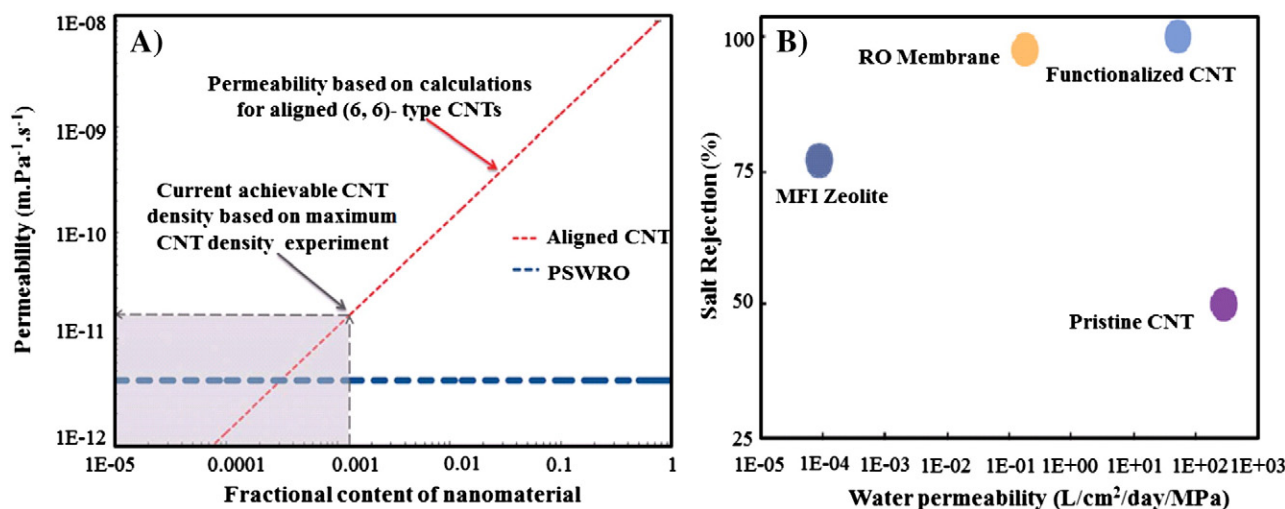 A)
1E-08
1E-09
1E-10
1E-11
1E-12
Permeability (m.Pa⁻¹.s⁻¹)
Permeability based on calculations
for aligned (6, 6)- type CNTs
Current achievable CNT
density based on maximum
CNT density experiment
Aligned CNT
PSWRO
1E-05 0.0001 0.001 0.01 0.1 1
Fractional content of nanomaterial
B)
100
75
50
25
Salt Rejection (%)
RO Membrane
Functionalized CNT
MFI Zeolite
Pristine CNT
1E-05 1E-04 1E-03 1E-02 1E-01 1E+00 1E+01 1E+021E+03
Water permeability (L/cm²/day/MPa)